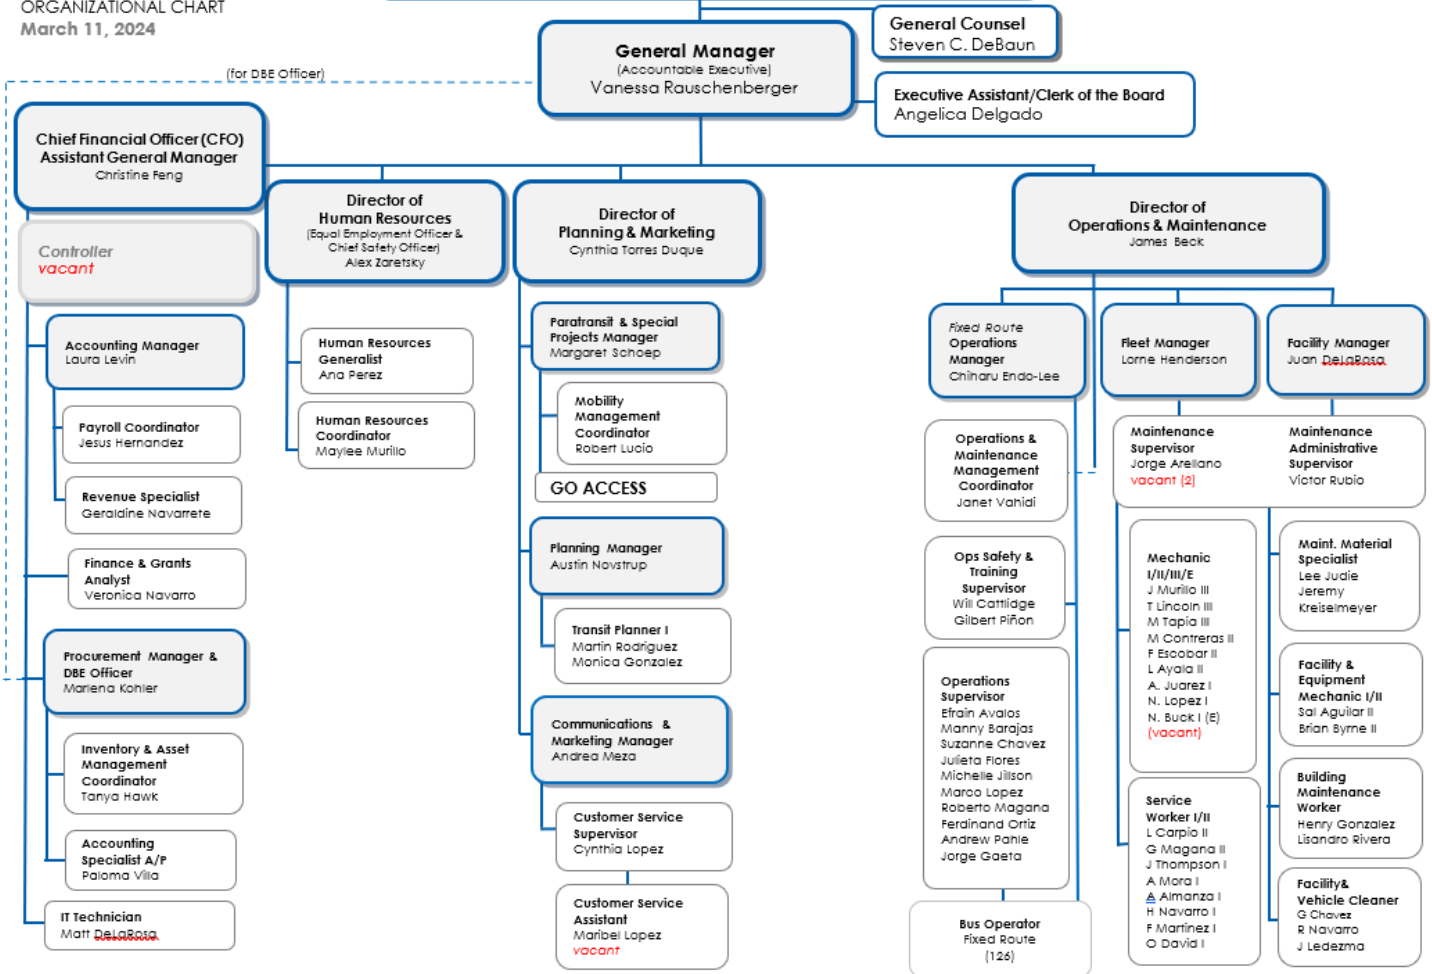 ORGANIZATIONAL CHART
March 11, 2024
General Counsel
Steven C. DeBaun
General Manager
(Accountable Executive)
Vanessa Rauschenberger
(for DBE Officer)
Executive Assistant/Clerk of the Board
Angelica Delgado
Chief Financial Officer (CFO)
Assistant General Manager
Christine Feng
Controller
vacant
Accounting Manager
Laura Levin
Payroll Coordinator
Jesus Hernandez
Revenue Specialist
Geraldine Navarrete
Finance & Grants
Analyst
Veronica Navarro
Procurement Manager &
DBE Officer
Marlena Kohler
Inventory & Asset
Management
Coordinator
Tanya Hawk
Accounting
Specialist A/P
Paloma Villa
IT Technician
Matt DeLaRosa
Director of
Human Resources
(Equal Employment Officer &
Chief Safety Officer)
Alex Zaretsky
Human Resources
Generalist
Ana Perez
Human Resources
Coordinator
Maylee Murillo
Director of
Planning & Marketing
Cynthia Torres Duque
Paratransit & Special
Projects Manager
Margaret Schoep
Mobility
Management
Coordinator
Robert Lucio
GO ACCESS
Planning Manager
Austin Novstrup
Transit Planner I
Martin Rodriguez
Monica Gonzalez
Communications &
Marketing Manager
Andrea Meza
Customer Service
Supervisor
Cynthia Lopez
Customer Service
Assistant
Maribel Lopez
vacant
Director of
Operations & Maintenance
James Beck
Fixed Route
Operations
Manager
Chiharu Endo-Lee
Operations &
Maintenance
Management
Coordinator
Janet Vahidi
Ops Safety &
Training
Supervisor
Will Cattlidge
Gilbert Piñon
Operations
Supervisor
Efrain Avalos
Manny Barajas
Suzanne Chavez
Julieta Flores
Michelle Jillson
Marco Lopez
Roberto Magana
Ferdinand Ortiz
Andrew Pahle
Jorge Gaeta
Bus Operator
Fixed Route
(126)
Fleet Manager
Lorne Henderson
Facility Manager
Juan DeLaRosa
Maintenance
Supervisor
Jorge Arellano
vacant (2)
Maintenance
Administrative
Supervisor
Victor Rubio
Mechanic
I/II/III/E
J Murillo III
T Lincoln III
M Tapia III
M Contreras II
F Escobar II
L Ayala II
A. Juarez I
N. Lopez I
N. Buck I (E)
(vacant)
Service
Worker I/II
L Carpio II
G Magana II
J Thompson I
A Mora I
A Almanza I
H Navarro I
F Martinez I
O David I
Maint. Material
Specialist
Lee Judie
Jeremy
Kreiselmeyer
Facility &
Equipment
Mechanic I/II
Sal Aguilar II
Brian Byrne II
Building
Maintenance
Worker
Henry Gonzalez
Lisandro Rivera
Facility&
Vehicle Cleaner
G Chavez
R Navarro
J Ledezma